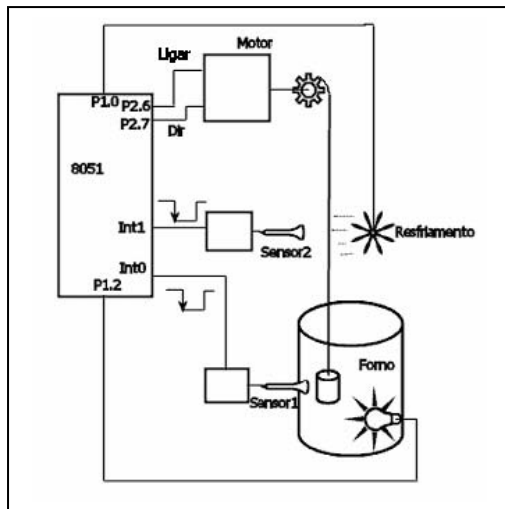 Motor
Ligar
P1.0
P2.6
P2.7
Dir
8051
Int1
Sensor2
Resfriamento
Int0
P1.2
Forno
Sensor1